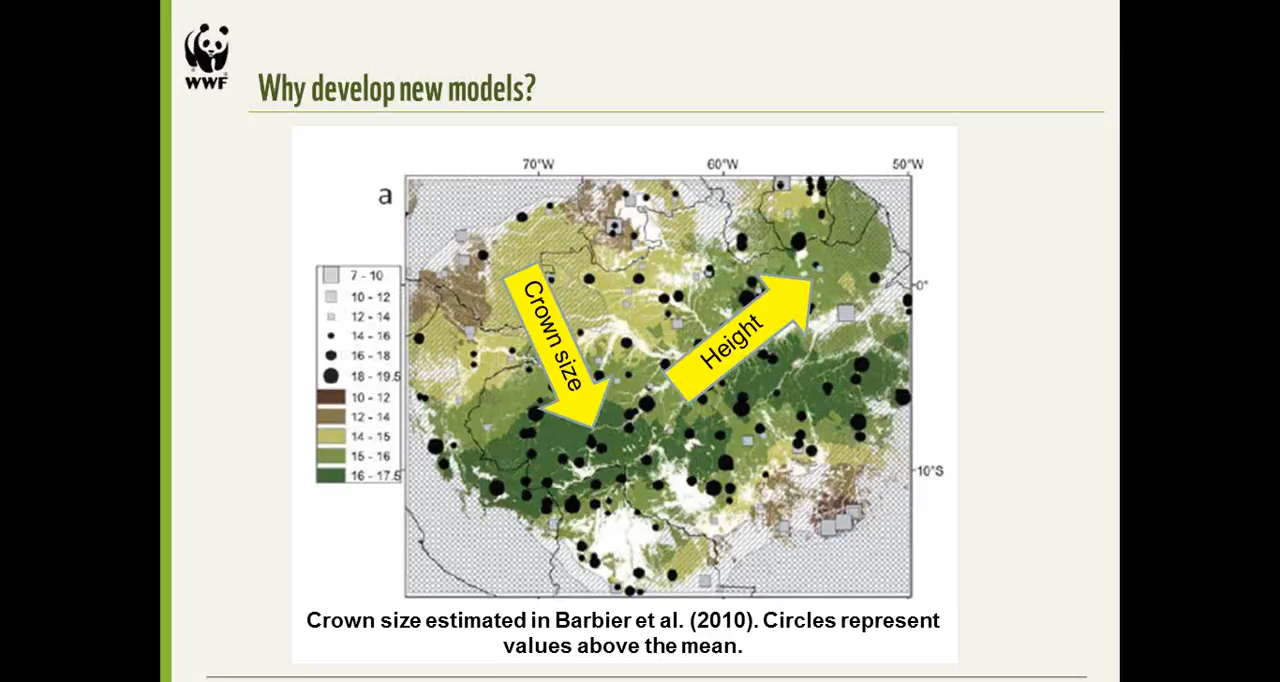 WWF
Why develop new models?
70°W 60°W 50°W
a
7 - 10
10 - 12
12 - 14
14 - 16
16 - 18
18 - 19.5
10 - 12
12 - 14
14 - 15
15 - 16
16 - 17.5
0°
10°S
Crown size
Height
Crown size estimated in Barbier et al. (2010). Circles represent
values above the mean.